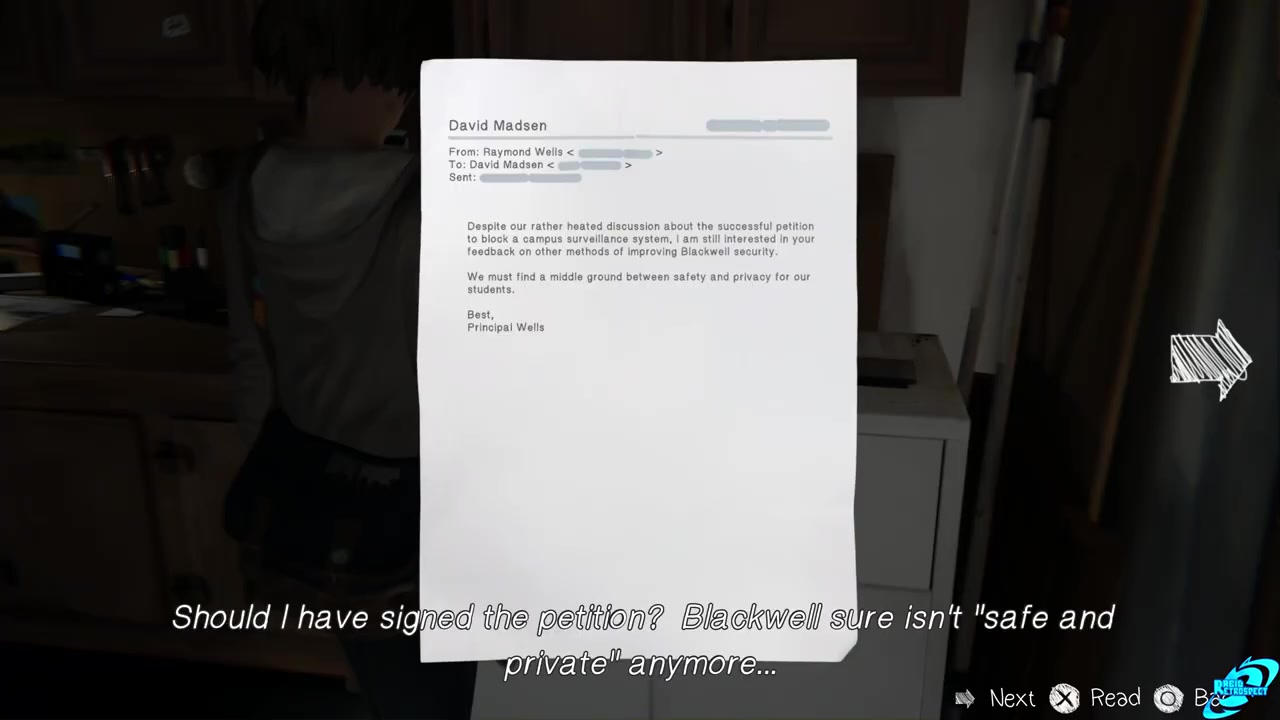 David Madsen
From: Raymond Wells < >
To: David Madsen < >
Sent:
Despite our rather heated discussion about the successful petition
to block a campus surveillance system, i am still interested in your
feedback on other methods of improving Blackwell security.
We must find a middle ground between safety and privacy for our
students.
Best,
Principal Wells
Should I have signed the petition? Blackwell sure isn't "safe and
private" anymore...
Next Read
RETROSPECT